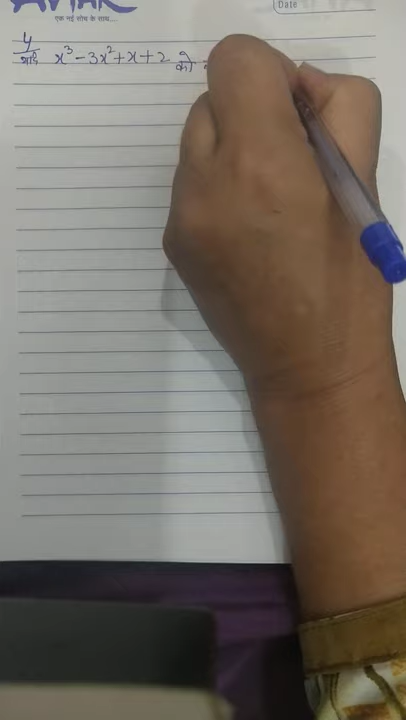 एक नई सोच के साथ....
Date
4
यदि x³ - 3x² + x + 2 को